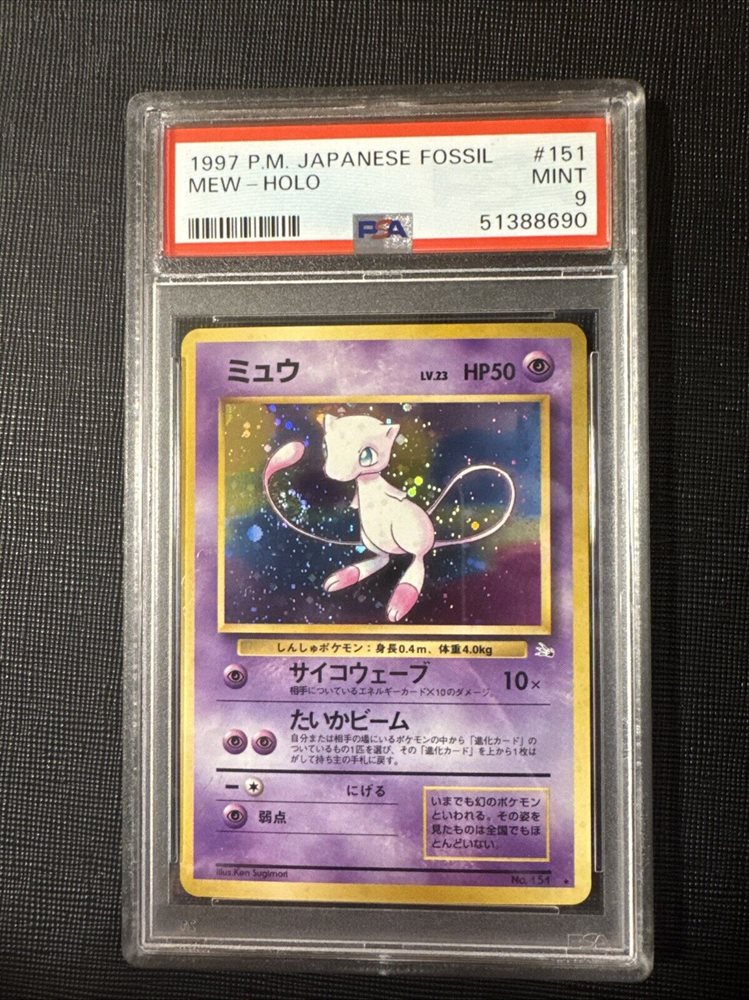 1997 P.M. JAPANESE FOSSIL #151
MEW - HOLO MINT
9
PSA 51388690
ミュウ LV.23 HP50
しんしゅポケモン:身長0.4m、体重4.0kg
サイコウェーブ 10×
相手についているエネルギーカード×10のダメージ。
たいかビーム
自分または相手の場にいるポケモンの中から「進化カード」の
ついているもの1匹を選び、その「進化カード」を上から1枚は
がして持ち主の手札に戻す。
にげる
弱点
いまでも幻のポケモン
といわれる。その姿を
見たものは全国でもほ
とんどいない。
Illus.Ken Sugimori No. 151